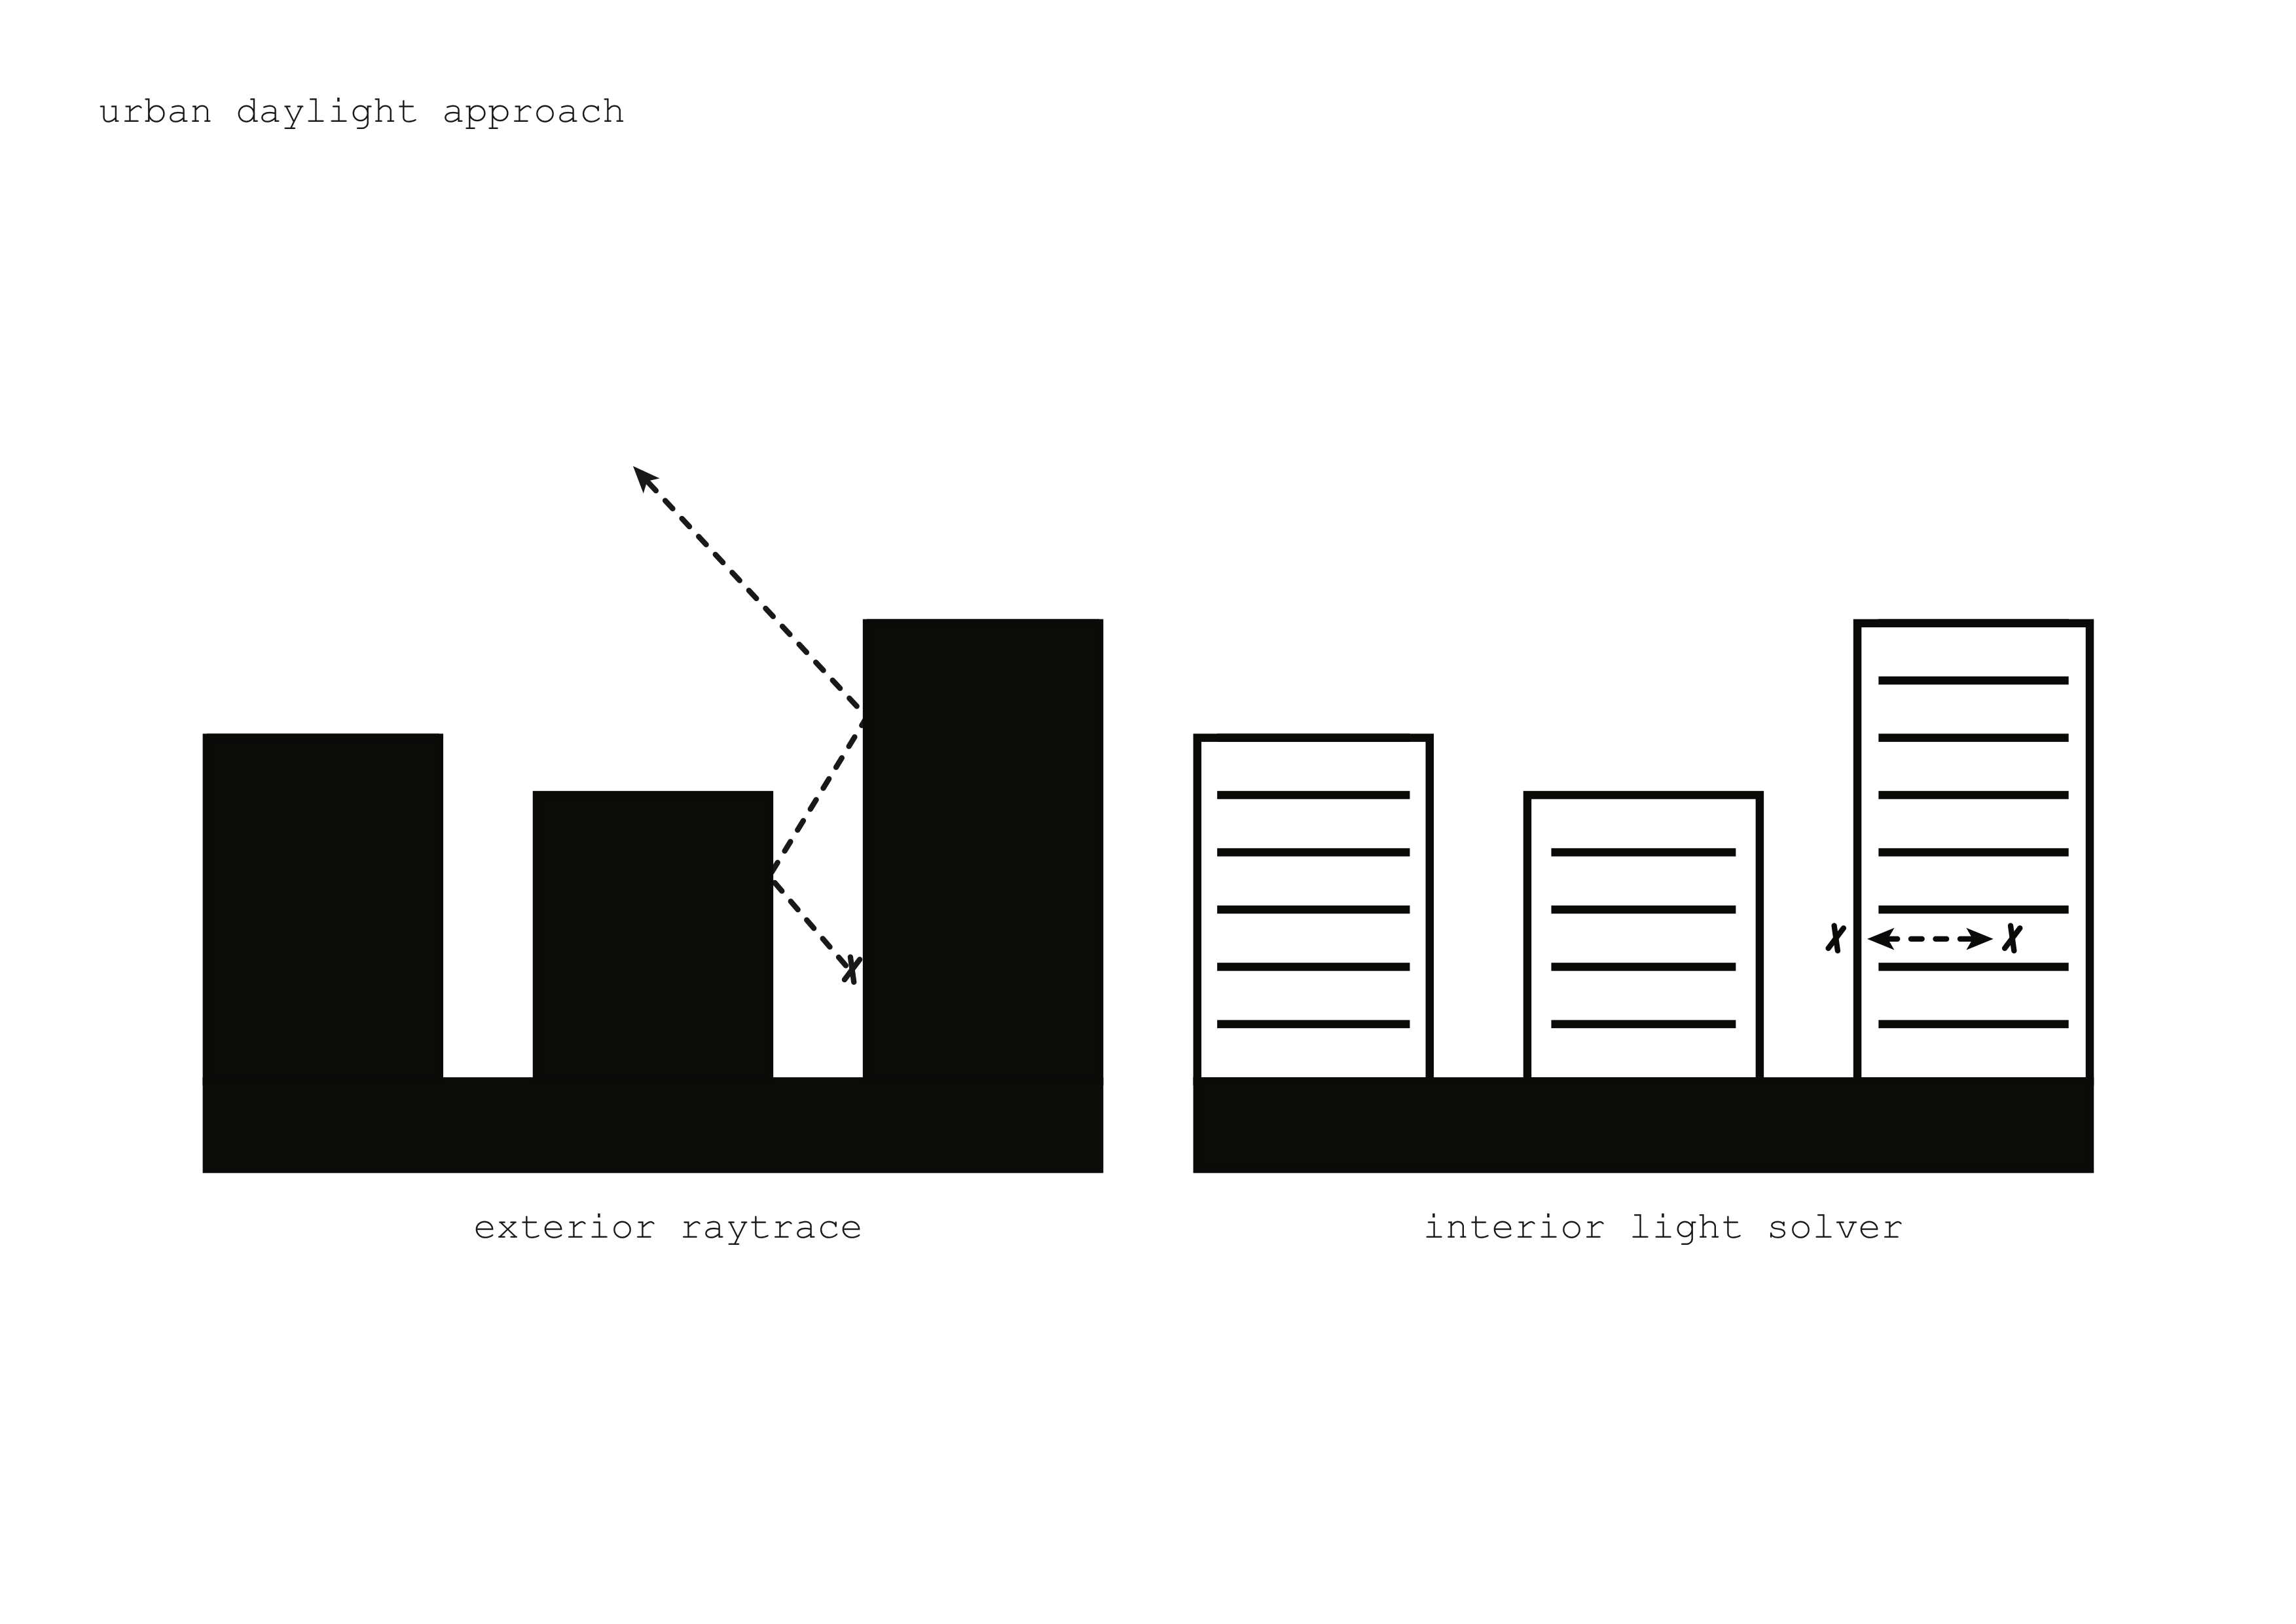 urban daylight approach
exterior raytrace
interior light solver